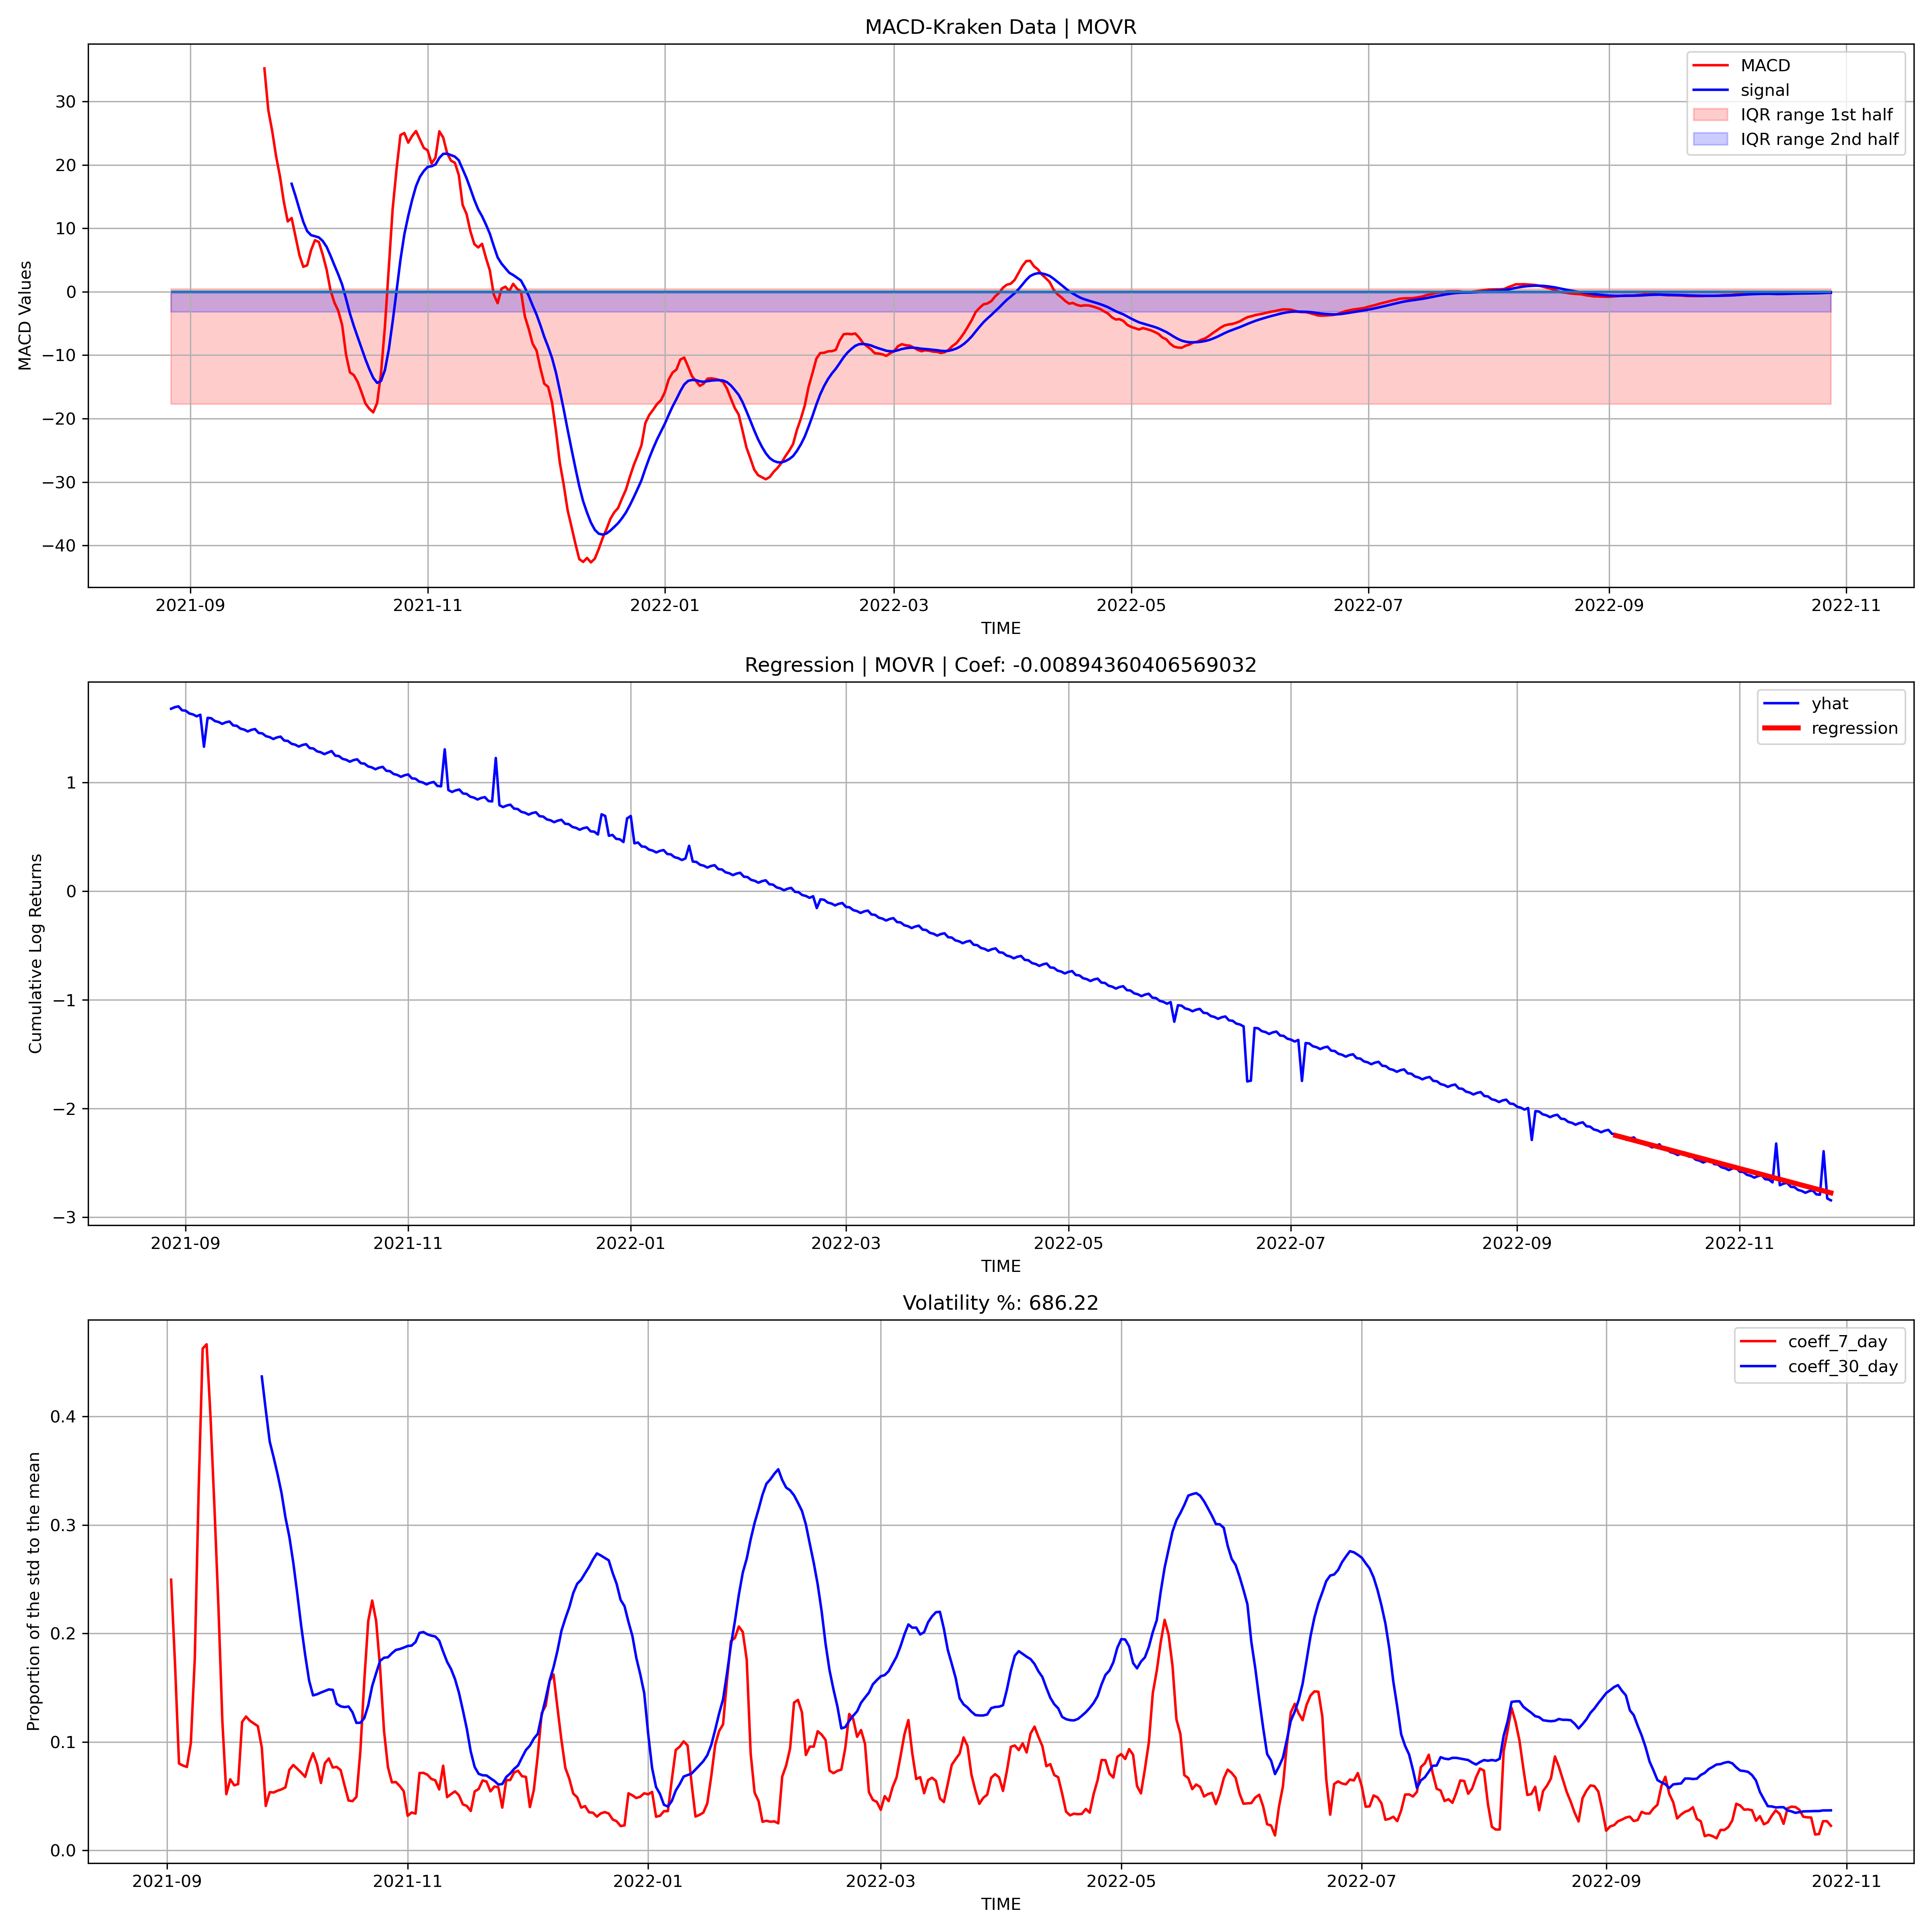 MACD-Kraken Data | MOVR
MACD
signal
IQR range 1st half
IQR range 2nd half
MACD Values
30
20
10
0
−10
−20
−30
−40
2021-09 2021-11 2022-01 2022-03 2022-05 2022-07 2022-09 2022-11
TIME
Regression | MOVR | Coef: -0.00894360406569032
yhat
regression
Cumulative Log Returns
1
0
−1
−2
−3
2021-09 2021-11 2022-01 2022-03 2022-05 2022-07 2022-09 2022-11
TIME
Volatility %: 686.22
coeff_7_day
coeff_30_day
Proportion of the std to the mean
0.4
0.3
0.2
0.1
0.0
2021-09 2021-11 2022-01 2022-03 2022-05 2022-07 2022-09 2022-11
TIME